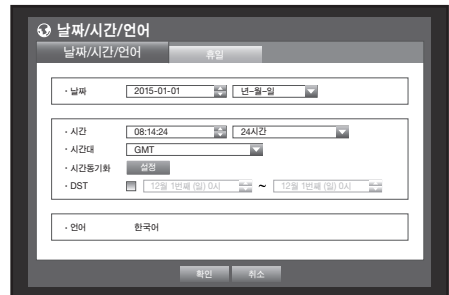 날짜/시간/언어
날짜/시간/언어 휴일
· 날짜 2015-01-01 년-월-일
· 시간 08:14:24 24시간
· 시간대 GMT
· 시간동기화 설정
· DST 12월 1번째 (일) 0시 ~ 12월 1번째 (일) 0시
· 언어 한국어
확인 취소